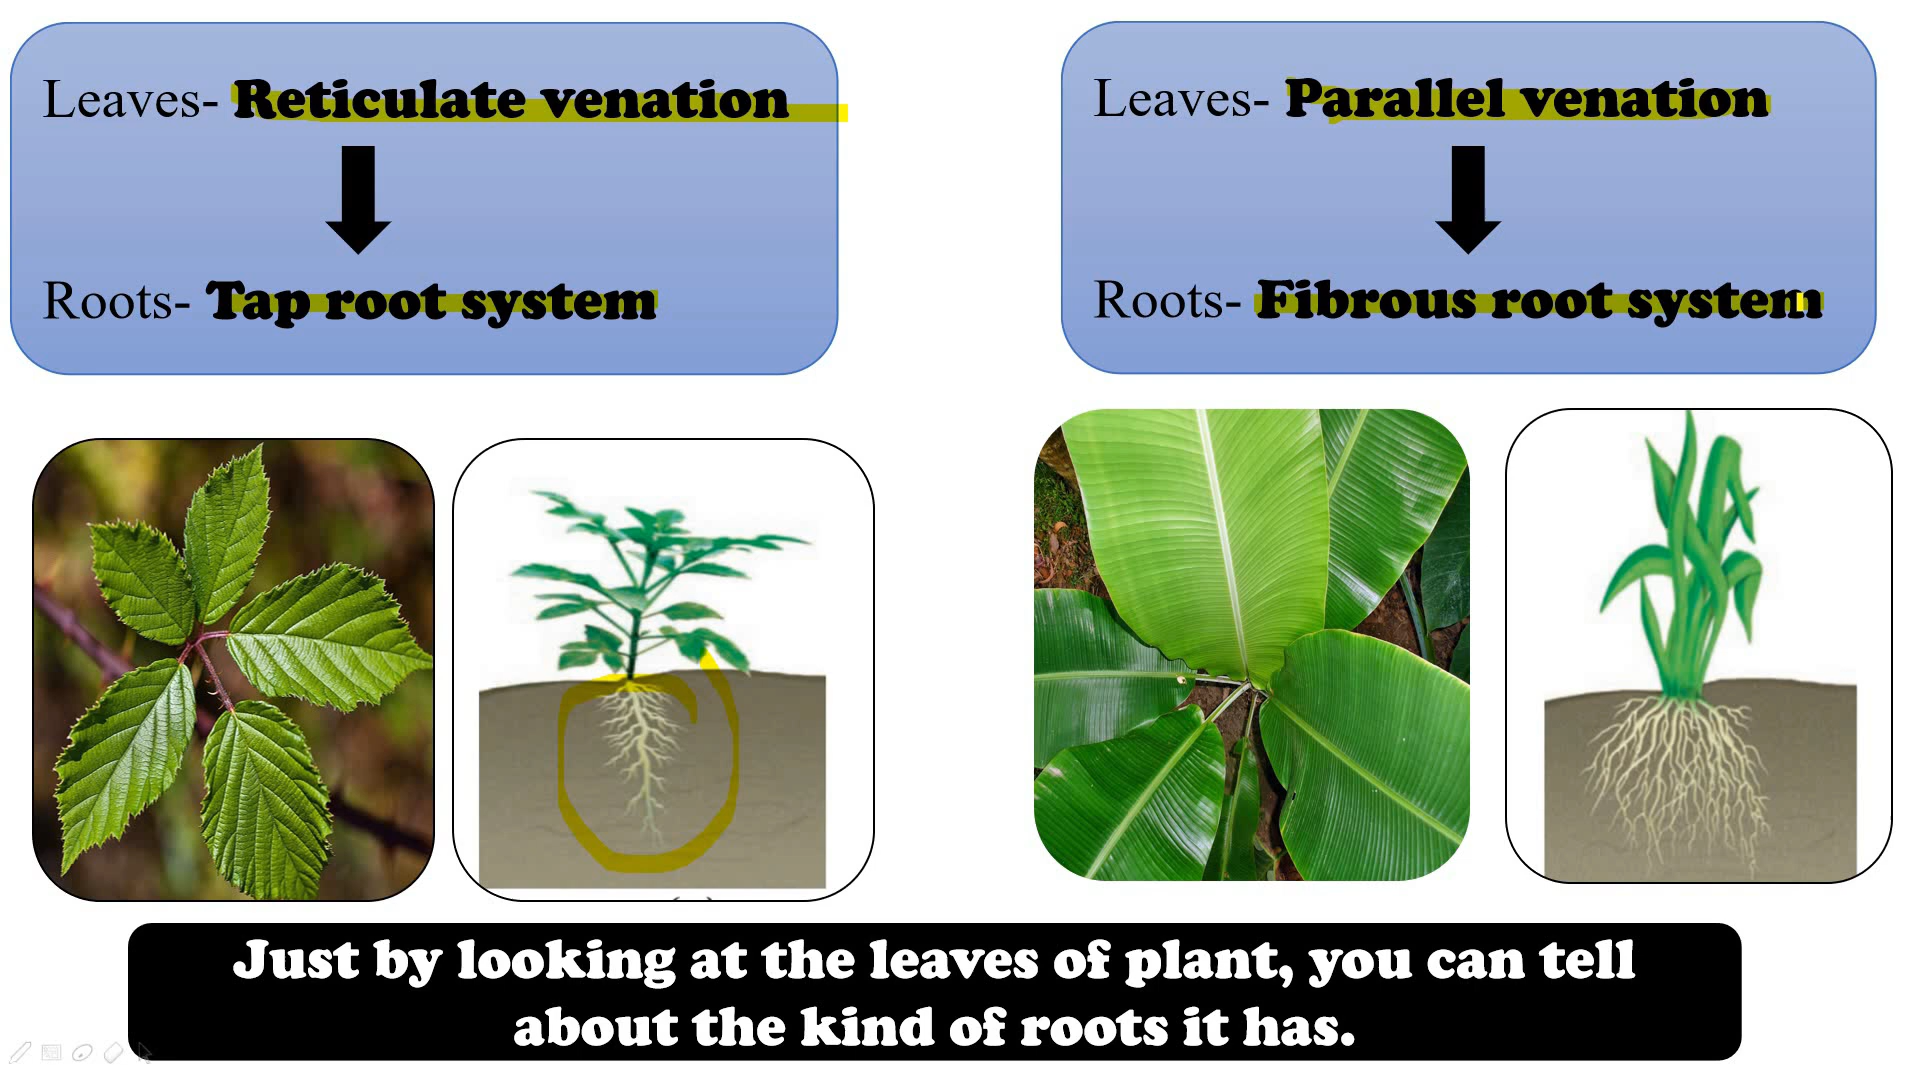 Leaves- Reticulate venation
Roots- Tap root system
Leaves- Parallel venation
Roots- Fibrous root system
Just by looking at the leaves of plant, you can tell
about the kind of roots it has.